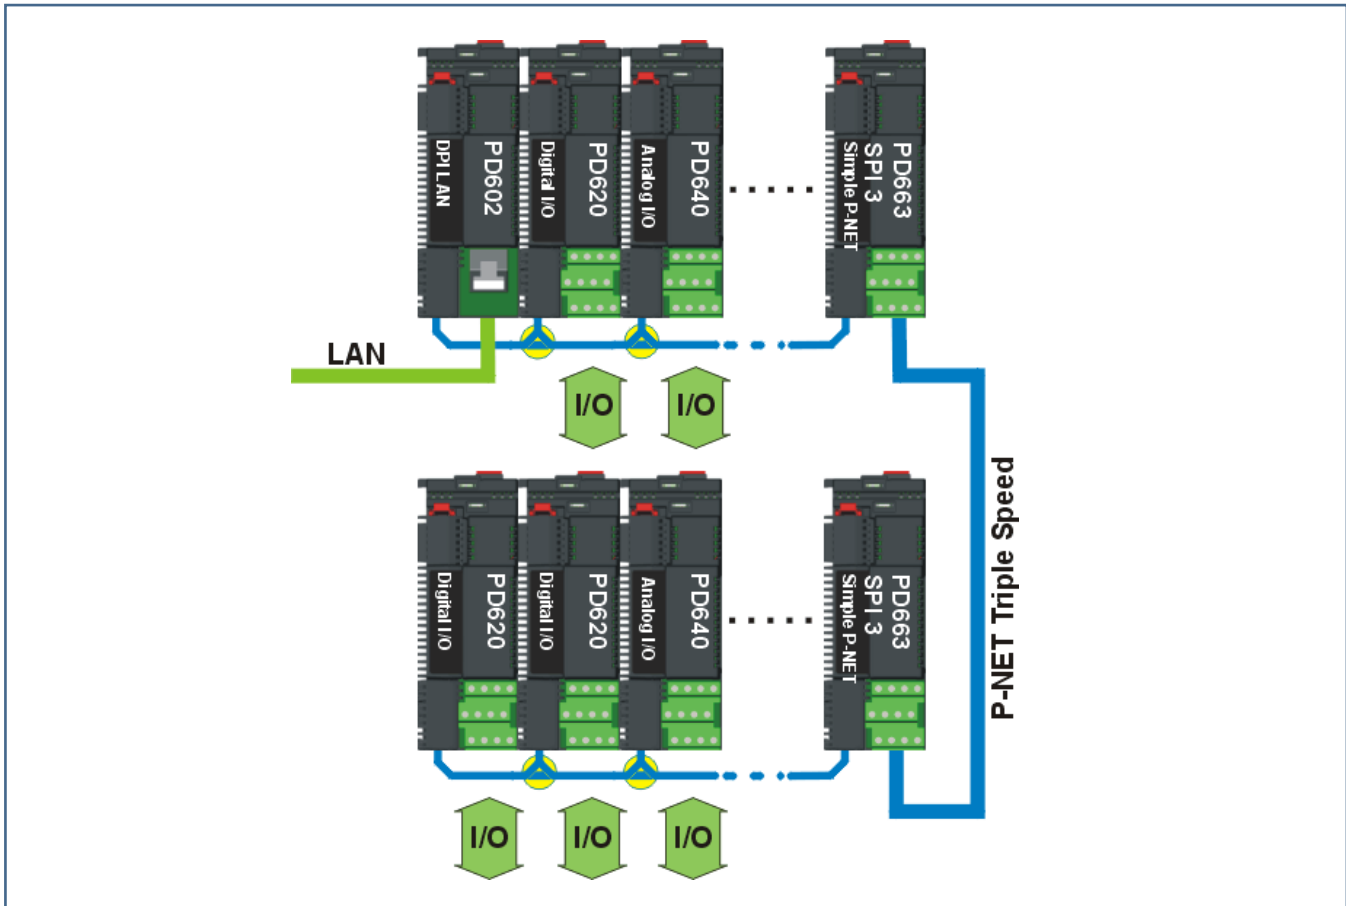 PD602
DPI LAN
PD620
Digital I/O
PD640
Analog I/O
PD663
SPI 3
Simple P-NET
LAN
I/O
I/O
PD620
Digital I/O
PD620
Digital I/O
PD640
Analog I/O
PD663
SPI 3
Simple P-NET
P-NET Triple Speed
I/O
I/O
I/O